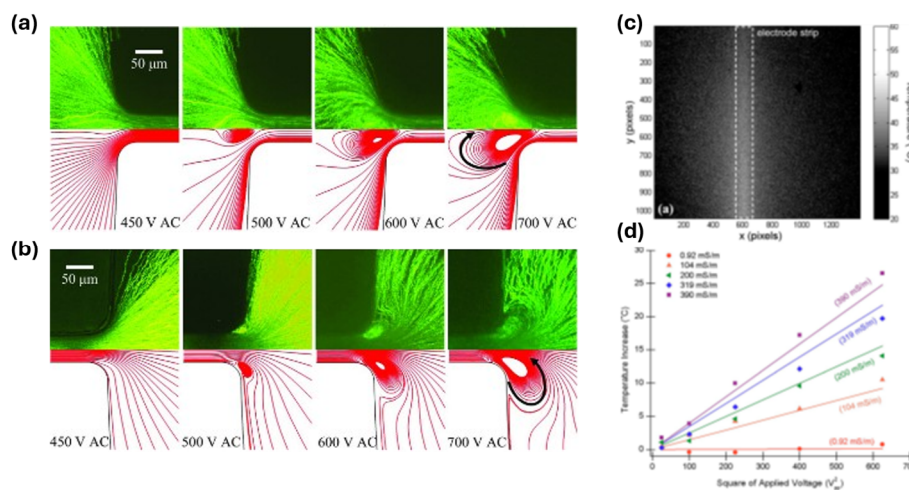 (a)
50 µm
450 V AC
500 V AC
600 V AC
700 V AC
(b)
50 µm
450 V AC
500 V AC
600 V AC
700 V AC
(c)
electrode strip
100
200
300
400
500
600
700
800
900
1000
y (pixels)
(a)
200 400 600 800 1000 1200
x (pixels)
60
55
50
45
40
35
30
25
20
(d)
0.92 mS/m
104 mS/m
200 mS/m
319 mS/m
390 mS/m
Temperature Increase (°C)
30
25
20
15
10
5
0
(390 mS/m)
(319 mS/m)
(200 mS/m)
(104 mS/m)
(0.92 mS/m)
0 100 200 300 400 500 600
Square of Applied Voltage